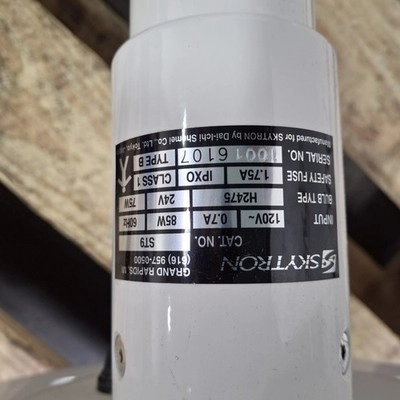 SKYTRON
GRAND RAPIDS, MI
(616) 957-0500
CAT. NO. ST9
INPUT 120V~ 0.7A 85W 60Hz
BULB TYPE H2475 24V 75W
SAFETY FUSE 1.75A IPXO CLASS 1
SERIAL NO. 1001 6107 TYPE B
Manufactured for SKYTRON by Dai-Ichi Shomei Co., Ltd. Tokyo,